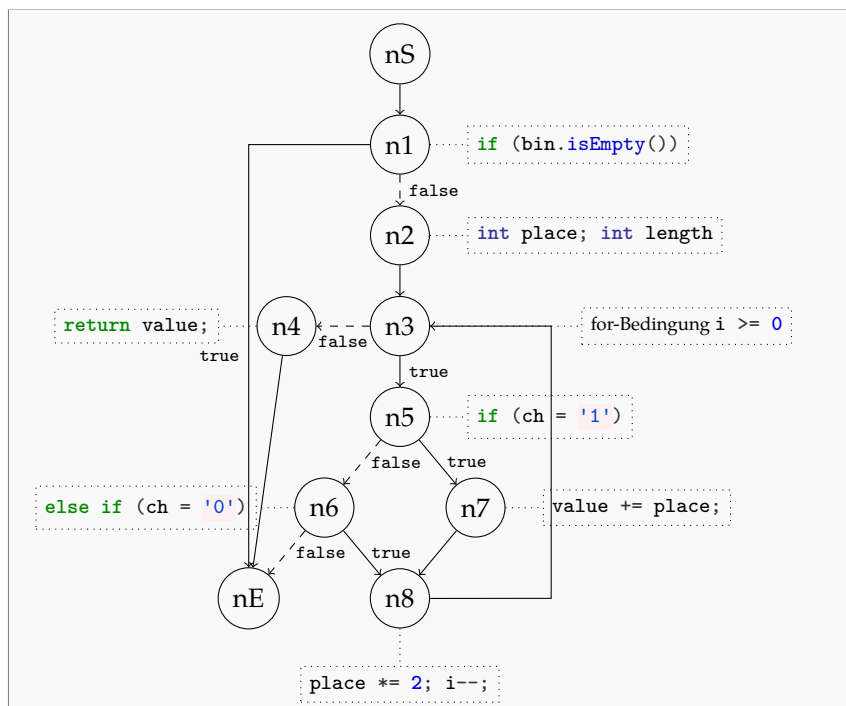 nS
n1
if (bin.isEmpty())
false
n2
int place; int length
return value;
n4
false
n3
for-Bedingung i >= 0
true
true
n5
if (ch = '1')
false
true
else if (ch = '0')
n6
n7
value += place;
false
true
nE
n8
place *= 2; i--;